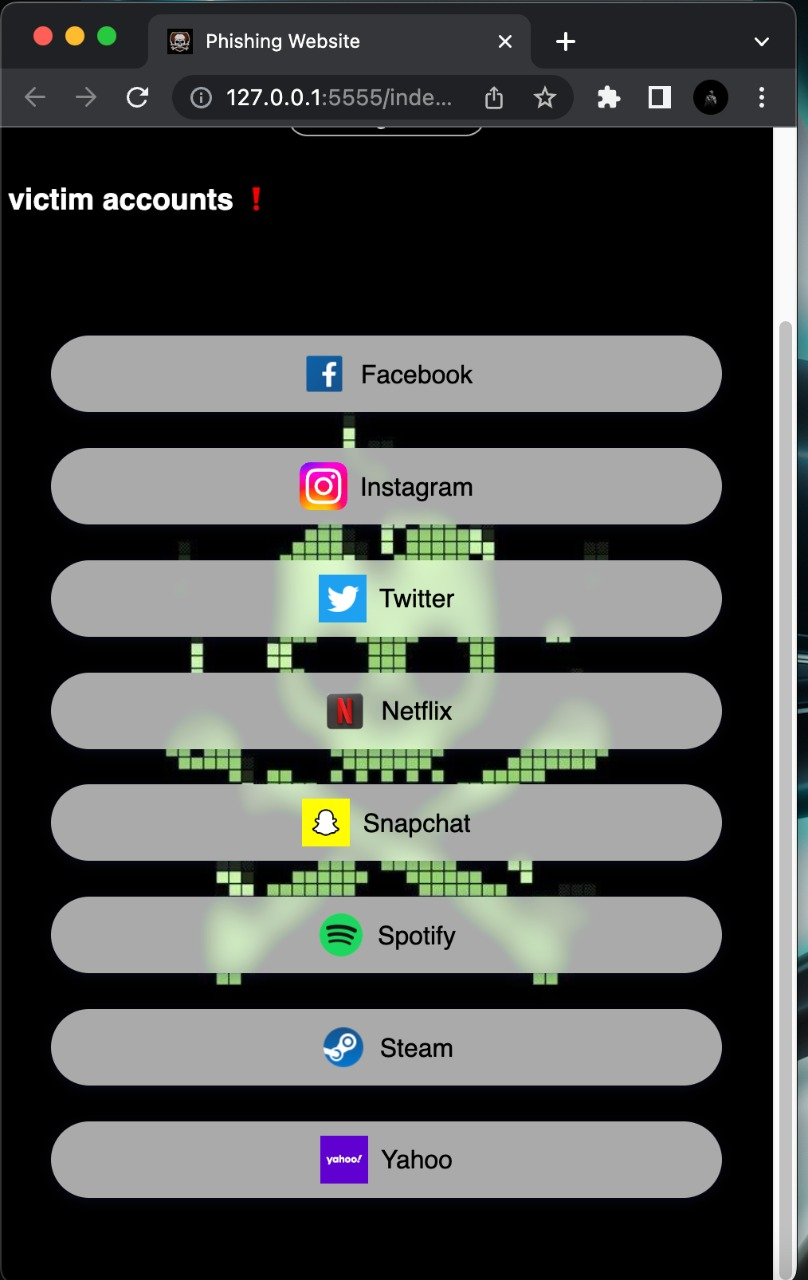 Phishing Website
127.0.0.1:5555/inde...
victim accounts ❗
Facebook
Instagram
Twitter
Netflix
Snapchat
Spotify
Steam
yahoo! Yahoo